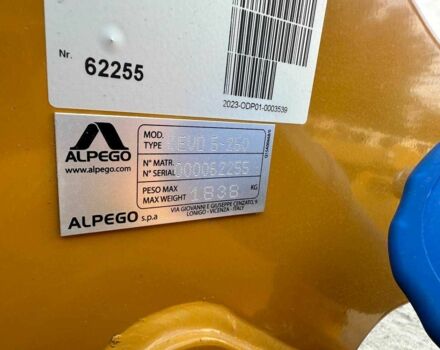 Nr. 62255
2023-ODP01-0003539
ALPEGO
www.alpego.com
MOD.
TYPE KEVO 5-250
N° MATR.
N° SERIAL 000062255
PESO MAX
MAX WEIGHT 1838 KG
VIA GIOVANNI E GIUSEPPE CENZATO, 9
LONIGO - VICENZA - ITALY
ALPEGO s.p.a